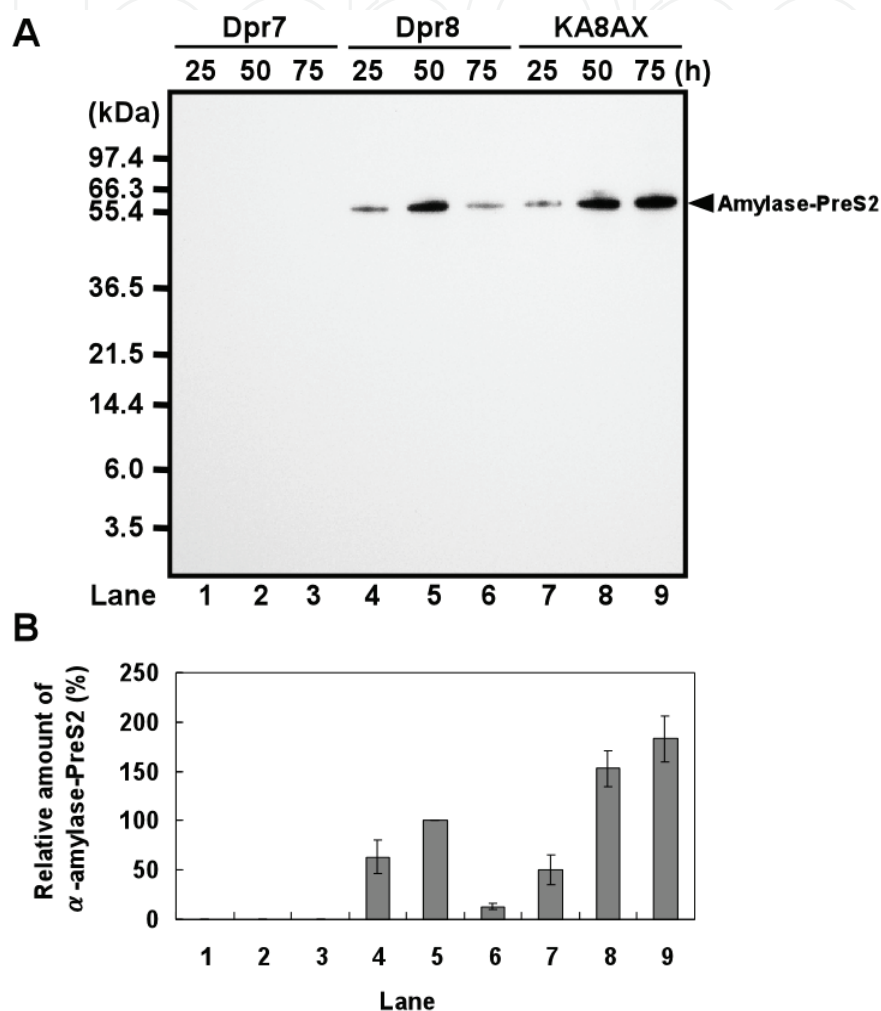 A
Dpr7 Dpr8 KA8AX
25 50 75 25 50 75 25 50 75 (h)
(kDa)
97.4
66.3
55.4
Amylase-PreS2
36.5
21.5
14.4
6.0
3.5
Lane 1 2 3 4 5 6 7 8 9
B
Relative amount of
α-amylase-PreS2 (%)
250
200
150
100
50
0
1 2 3 4 5 6 7 8 9
Lane